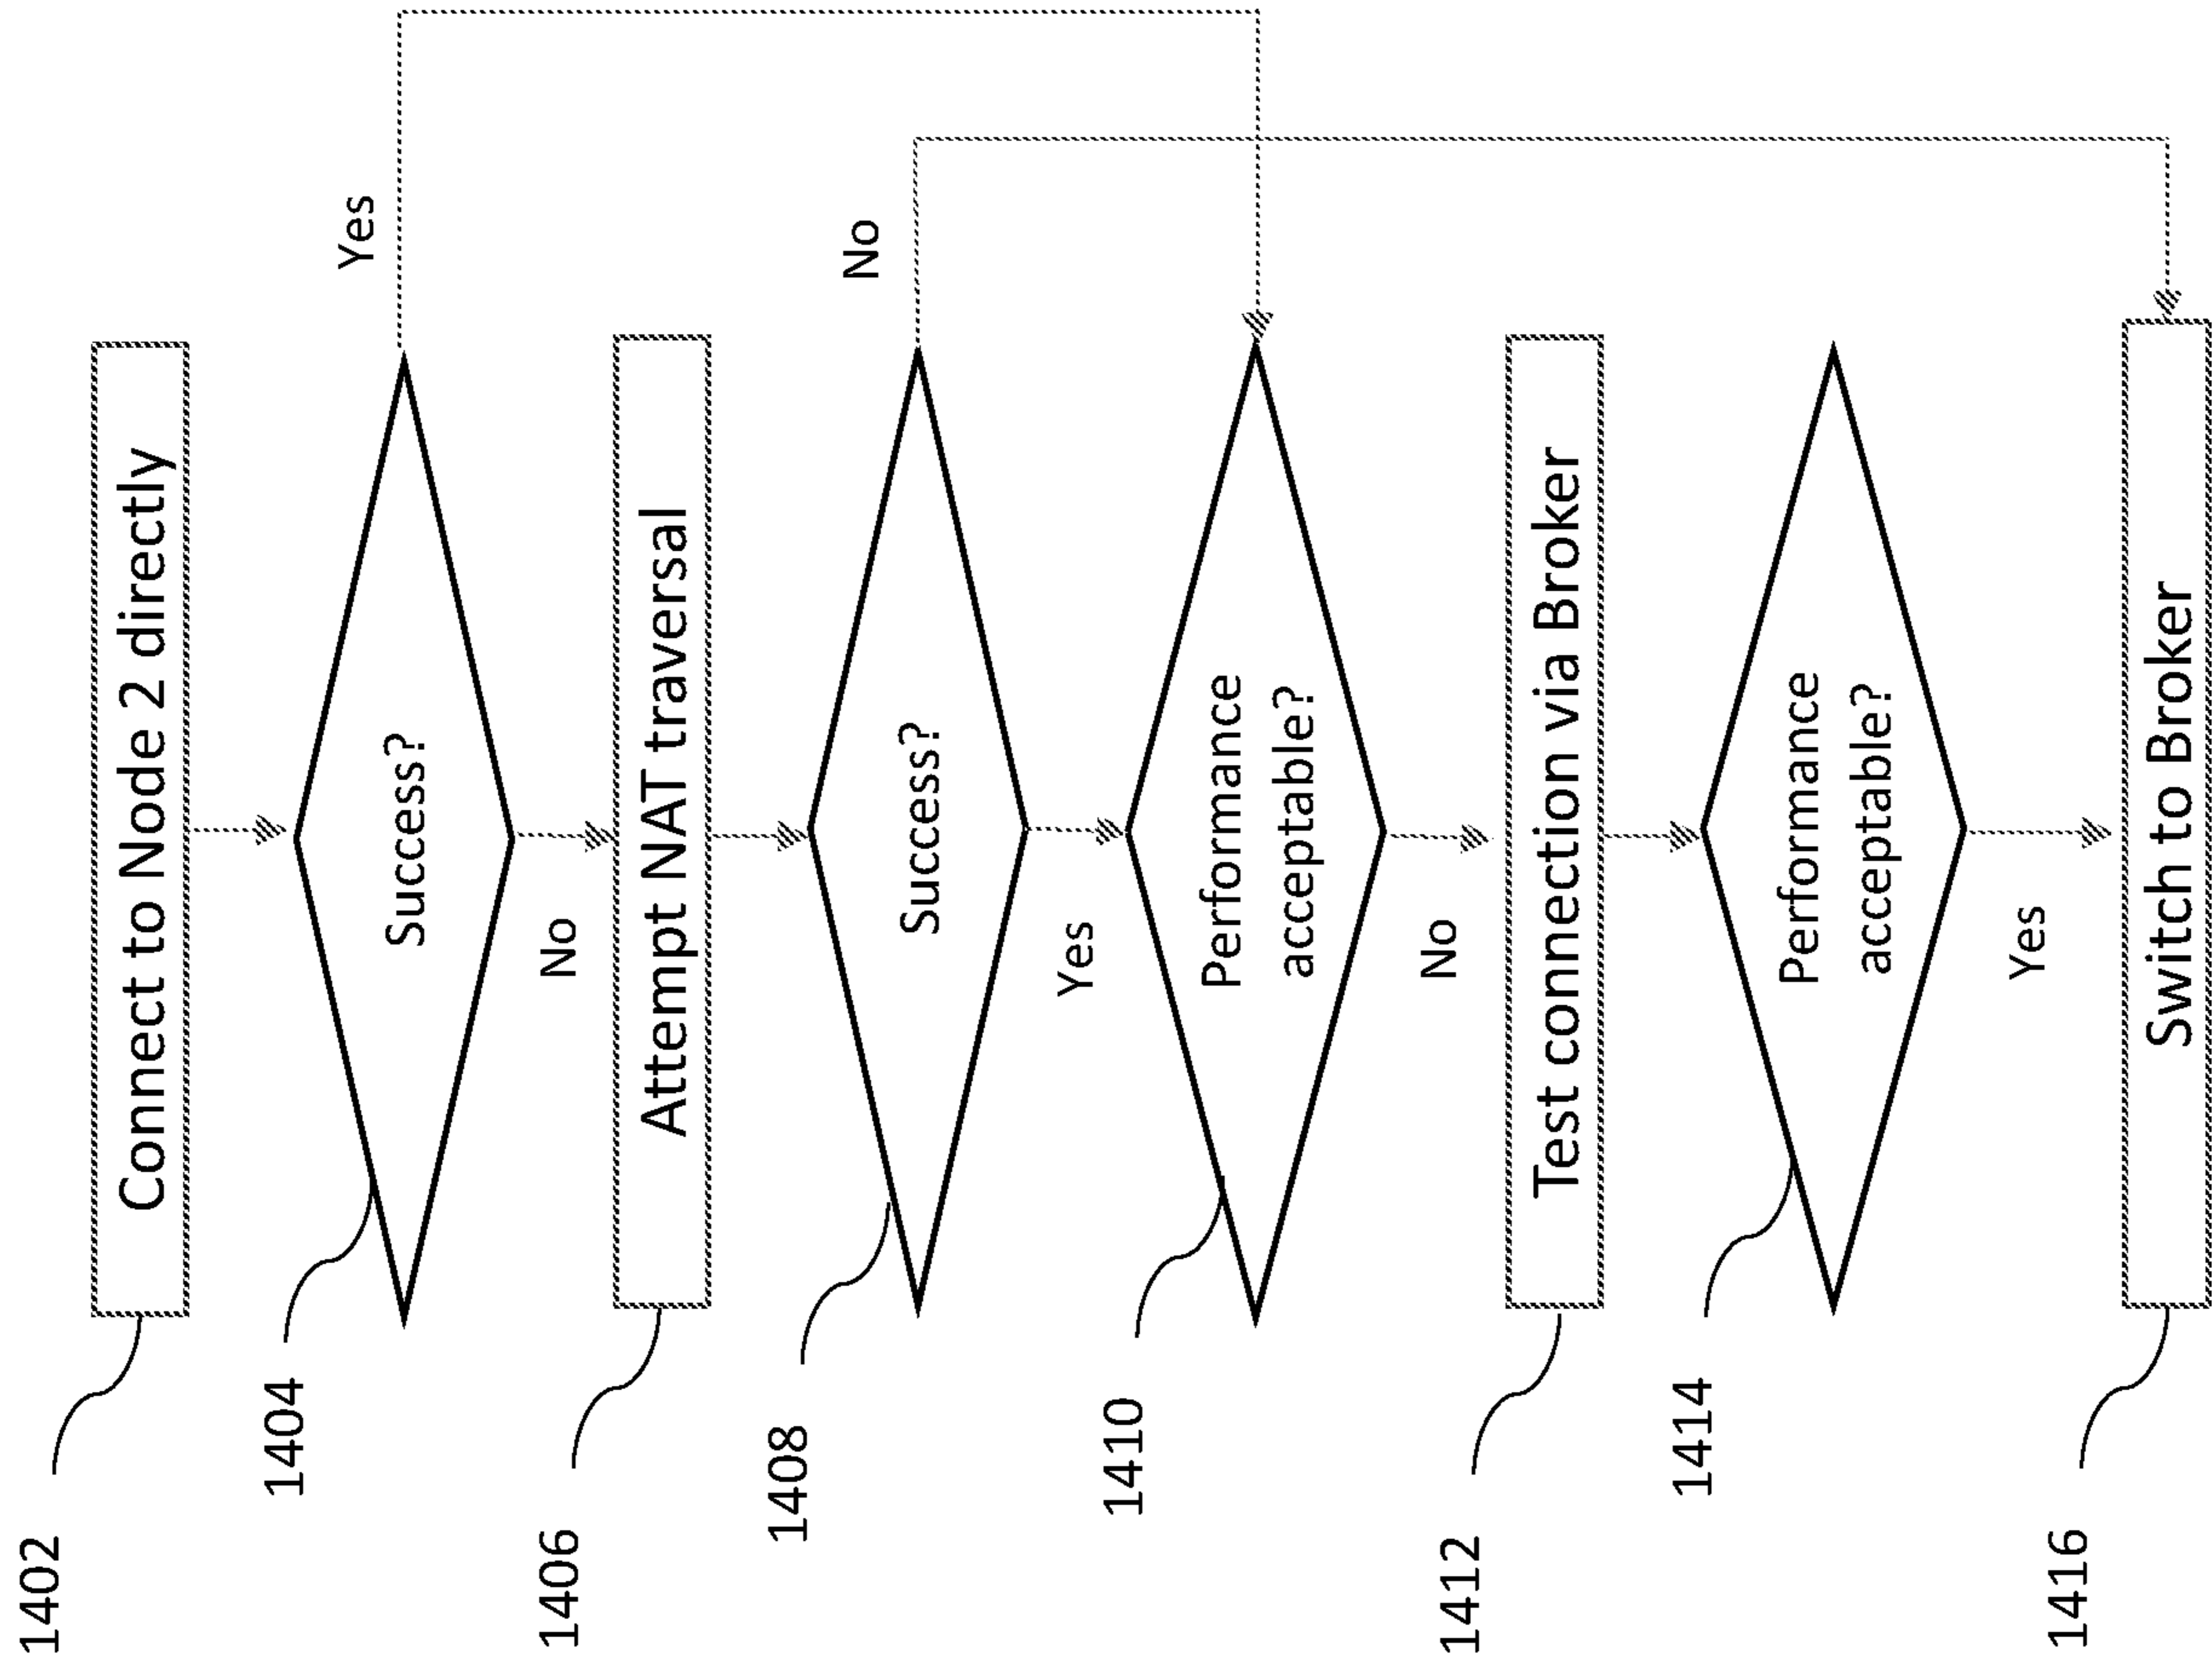 1402
Connect to Node 2 directly
1404
Success?
Yes
No
1406
Attempt NAT traversal
1408
Success?
No
Yes
1410
Performance
acceptable?
No
1412
Test connection via Broker
1414
Performance
acceptable?
Yes
1416
Switch to Broker